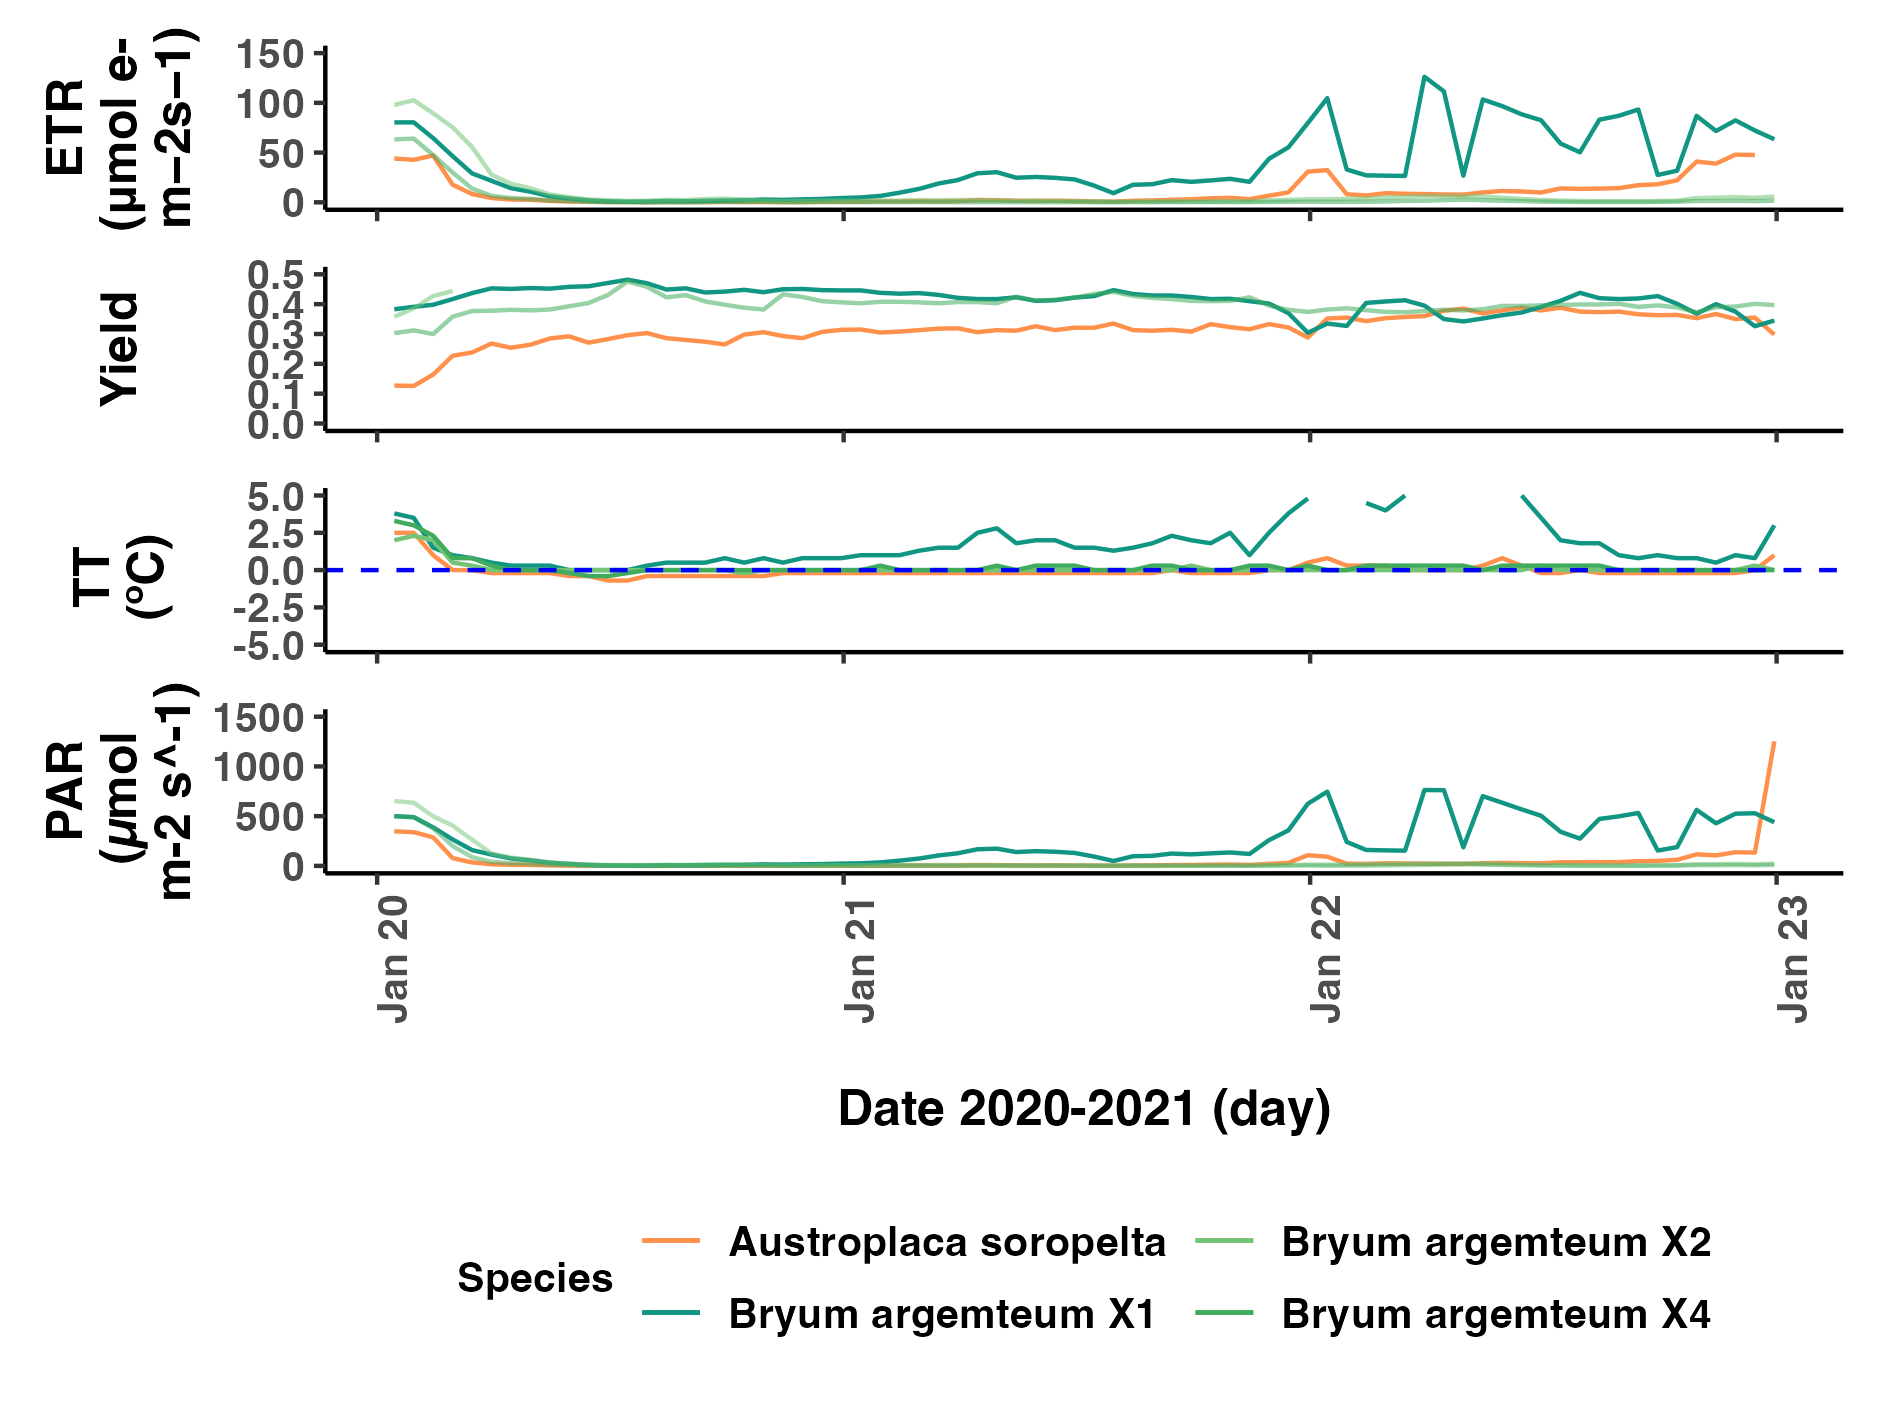 ETR
(µmol e-
m−2s−1)
150
100
50
0
Yield
0.5
0.4
0.3
0.2
0.1
0.0
TT
(ºC)
5.0
2.5
0.0
-2.5
-5.0
PAR
(µmol
m-2 s^-1)
1500
1000
500
0
Jan 20
Jan 21
Jan 22
Jan 23
Date 2020-2021 (day)
Species
Austroplaca soropelta
Bryum argemteum X2
Bryum argemteum X1
Bryum argemteum X4